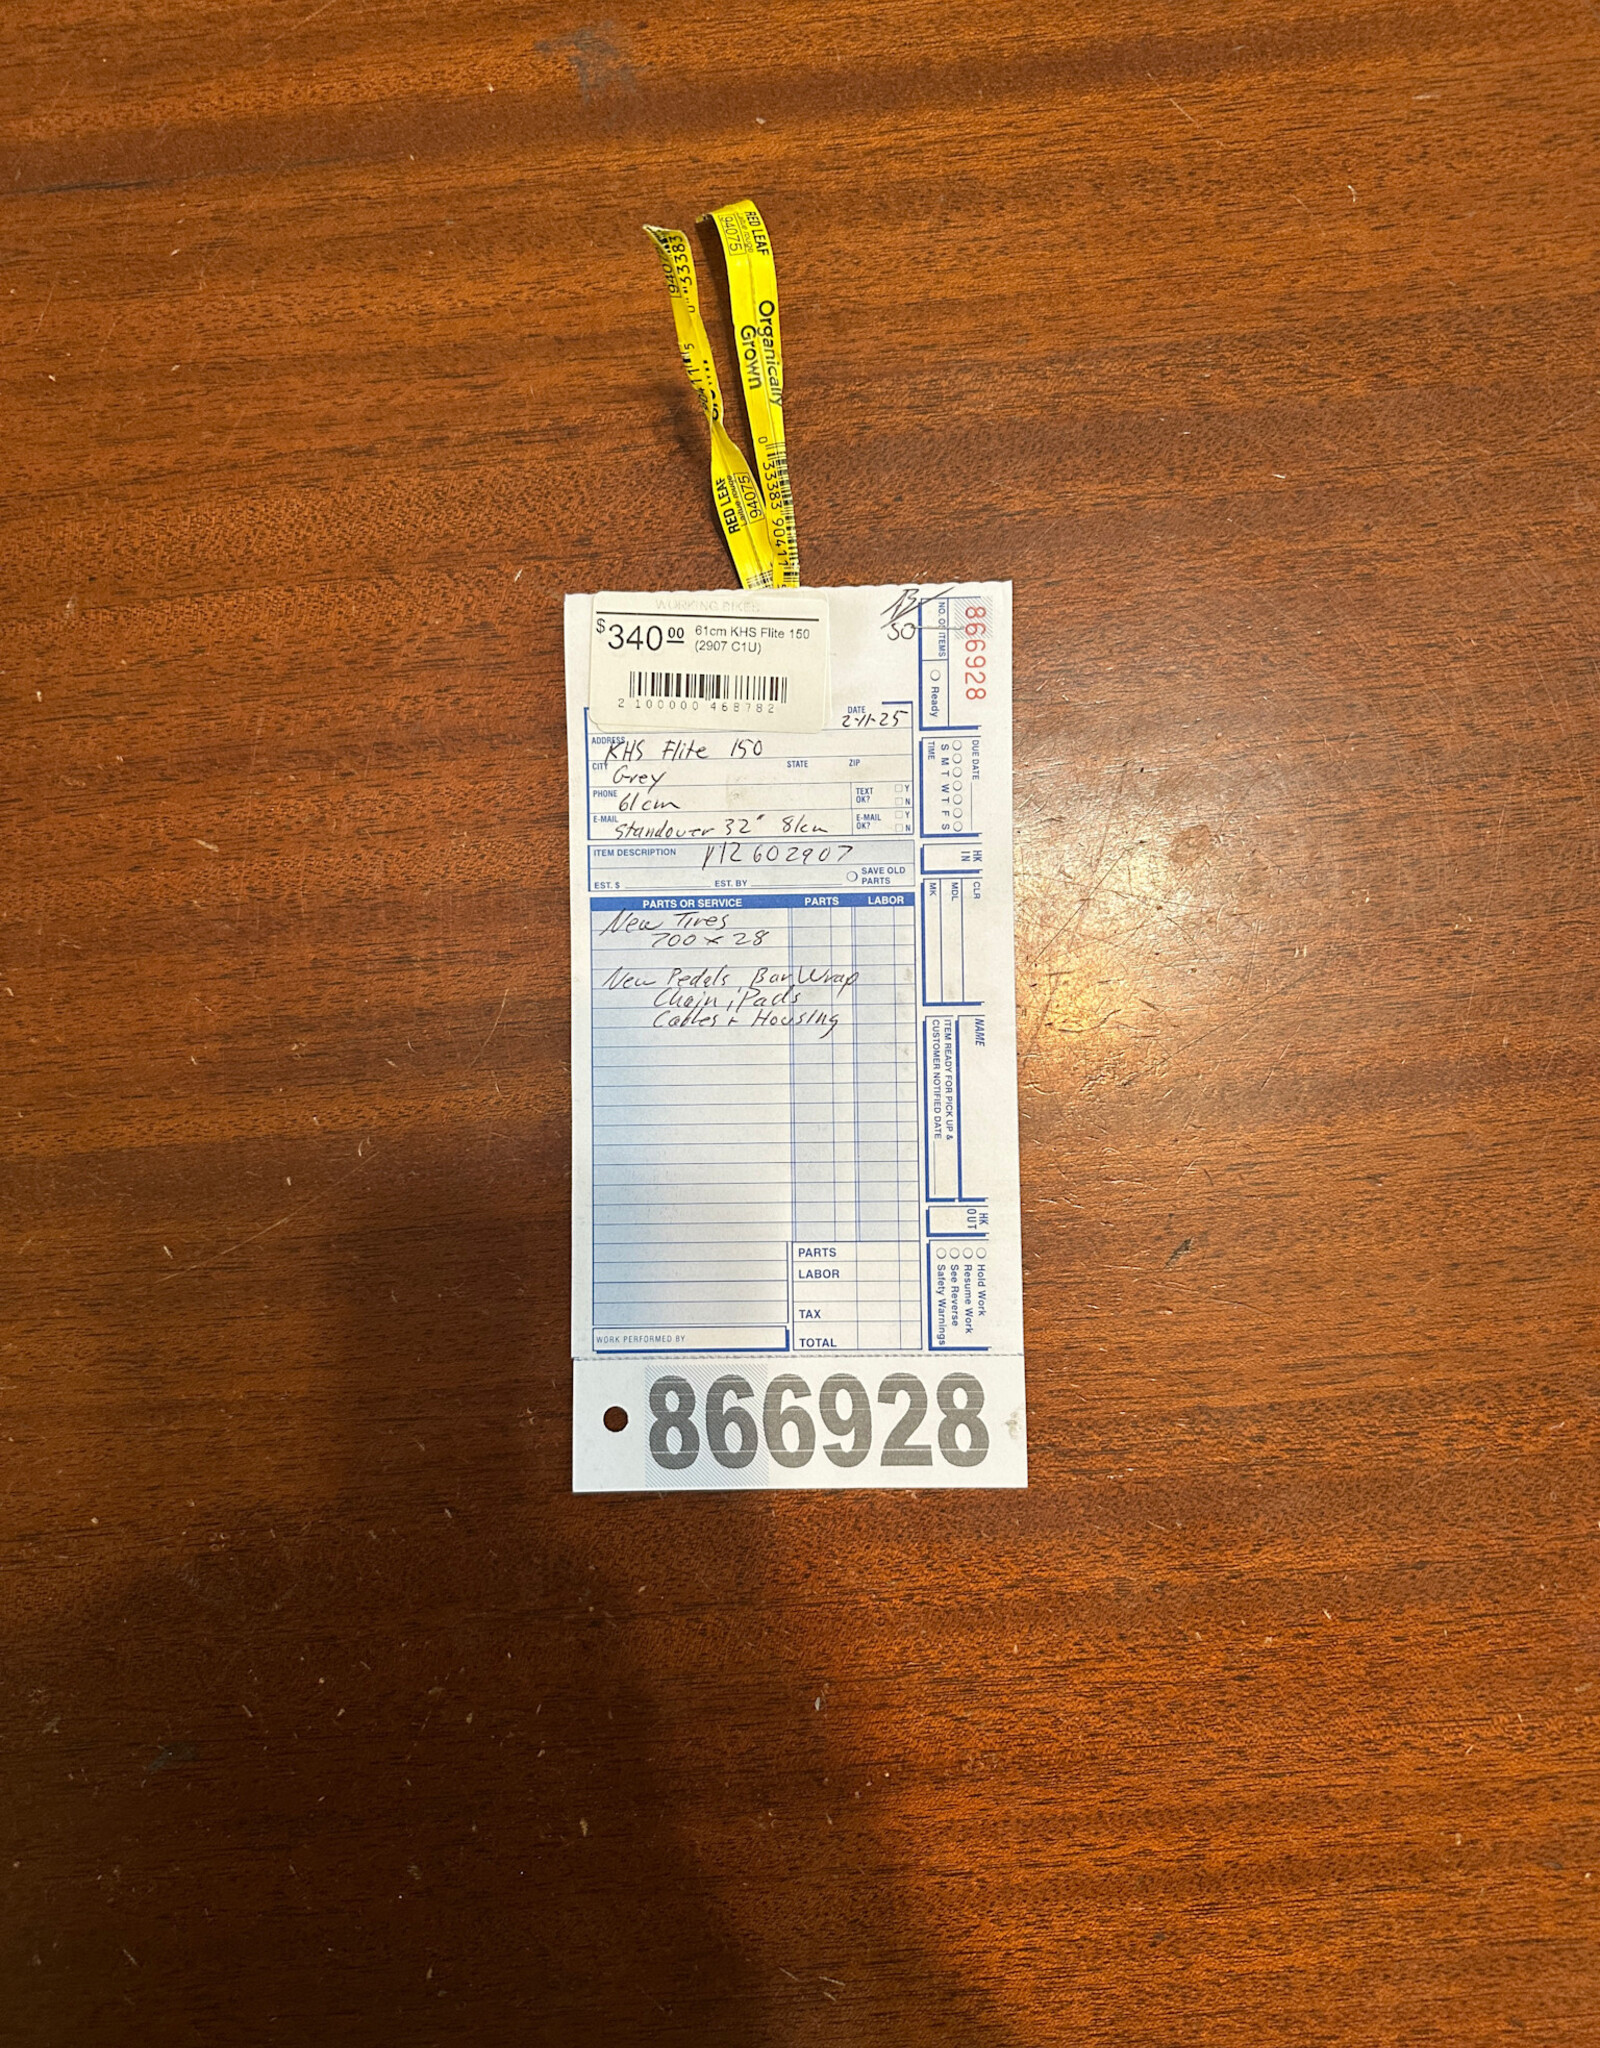 RED LEAF
94075
Organically
Grown
0 33383 90417 5
RED LEAF
94075
WORKING BIKES
$340.00 61cm KHS Flite 150
(2907 C1U)
2 100000 468782
50
NO. OF ITEMS
Ready
866928
DATE
2-11-25
ADDRESS
KHS Flite 150
CITY STATE ZIP
Grey
PHONE TEXT OK? Y N
61cm
E-MAIL E-MAIL OK? Y N
Standover 32" 81cm
ITEM DESCRIPTION
602907
EST. $ EST. BY SAVE OLD PARTS
PARTS OR SERVICE PARTS LABOR
New Tires
700 x 28
New Pedals, Bar Wrap
Chain, Pads
Cables + Housing
PARTS
LABOR
TAX
TOTAL
WORK PERFORMED BY
DUE DATE
S M T W T F S
TIME
HK IN
CLR
MDL
MK
NAME
ITEM READY FOR PICK UP &
CUSTOMER NOTIFIED DATE
HK OUT
Hold Work
Resume Work
See Reverse
Safety Warnings
866928